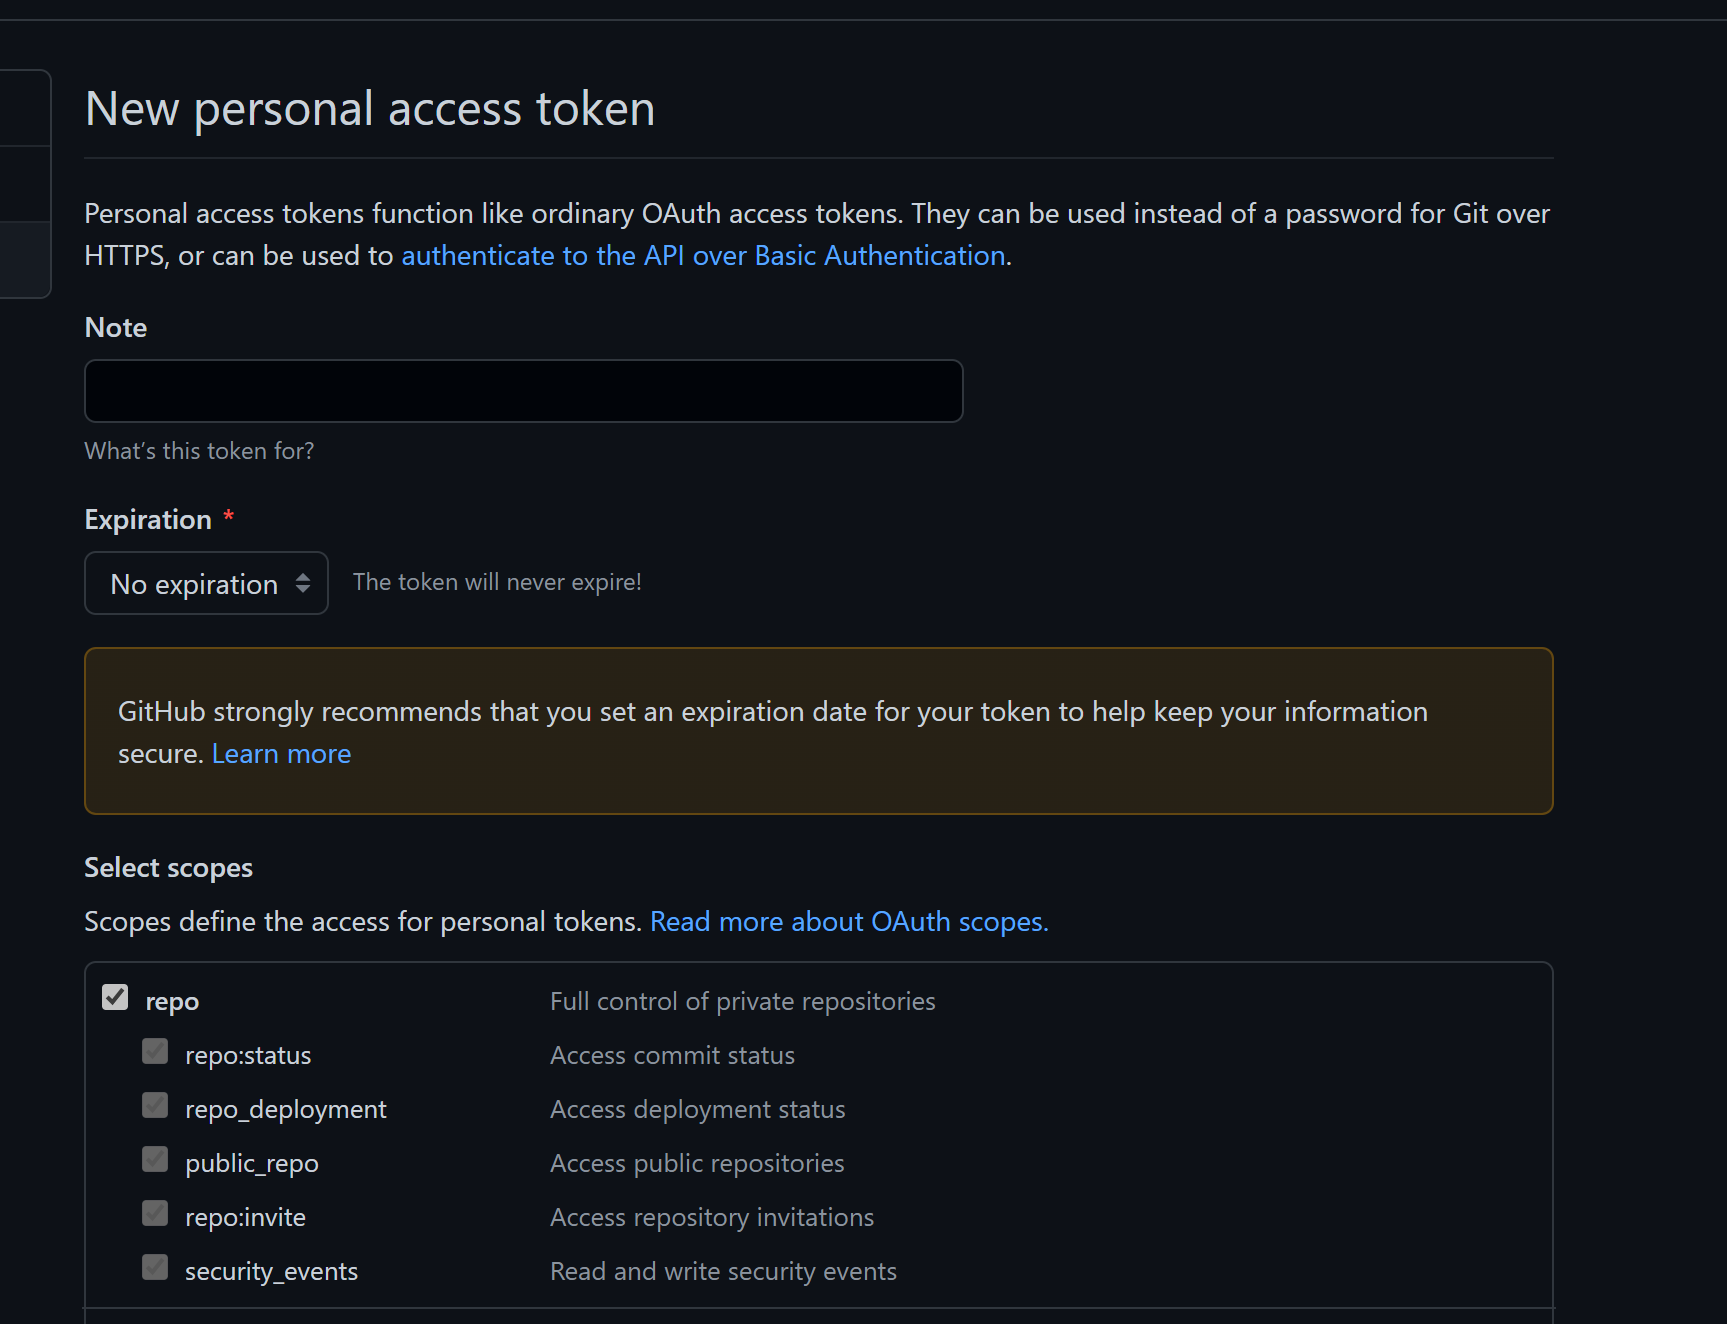 New personal access token
Personal access tokens function like ordinary OAuth access tokens. They can be used instead of a password for Git over
HTTPS, or can be used to authenticate to the API over Basic Authentication.
Note
What’s this token for?
Expiration *
No expiration The token will never expire!
GitHub strongly recommends that you set an expiration date for your token to help keep your information
secure. Learn more
Select scopes
Scopes define the access for personal tokens. Read more about OAuth scopes.
repo Full control of private repositories
repo:status Access commit status
repo_deployment Access deployment status
public_repo Access public repositories
repo:invite Access repository invitations
security_events Read and write security events